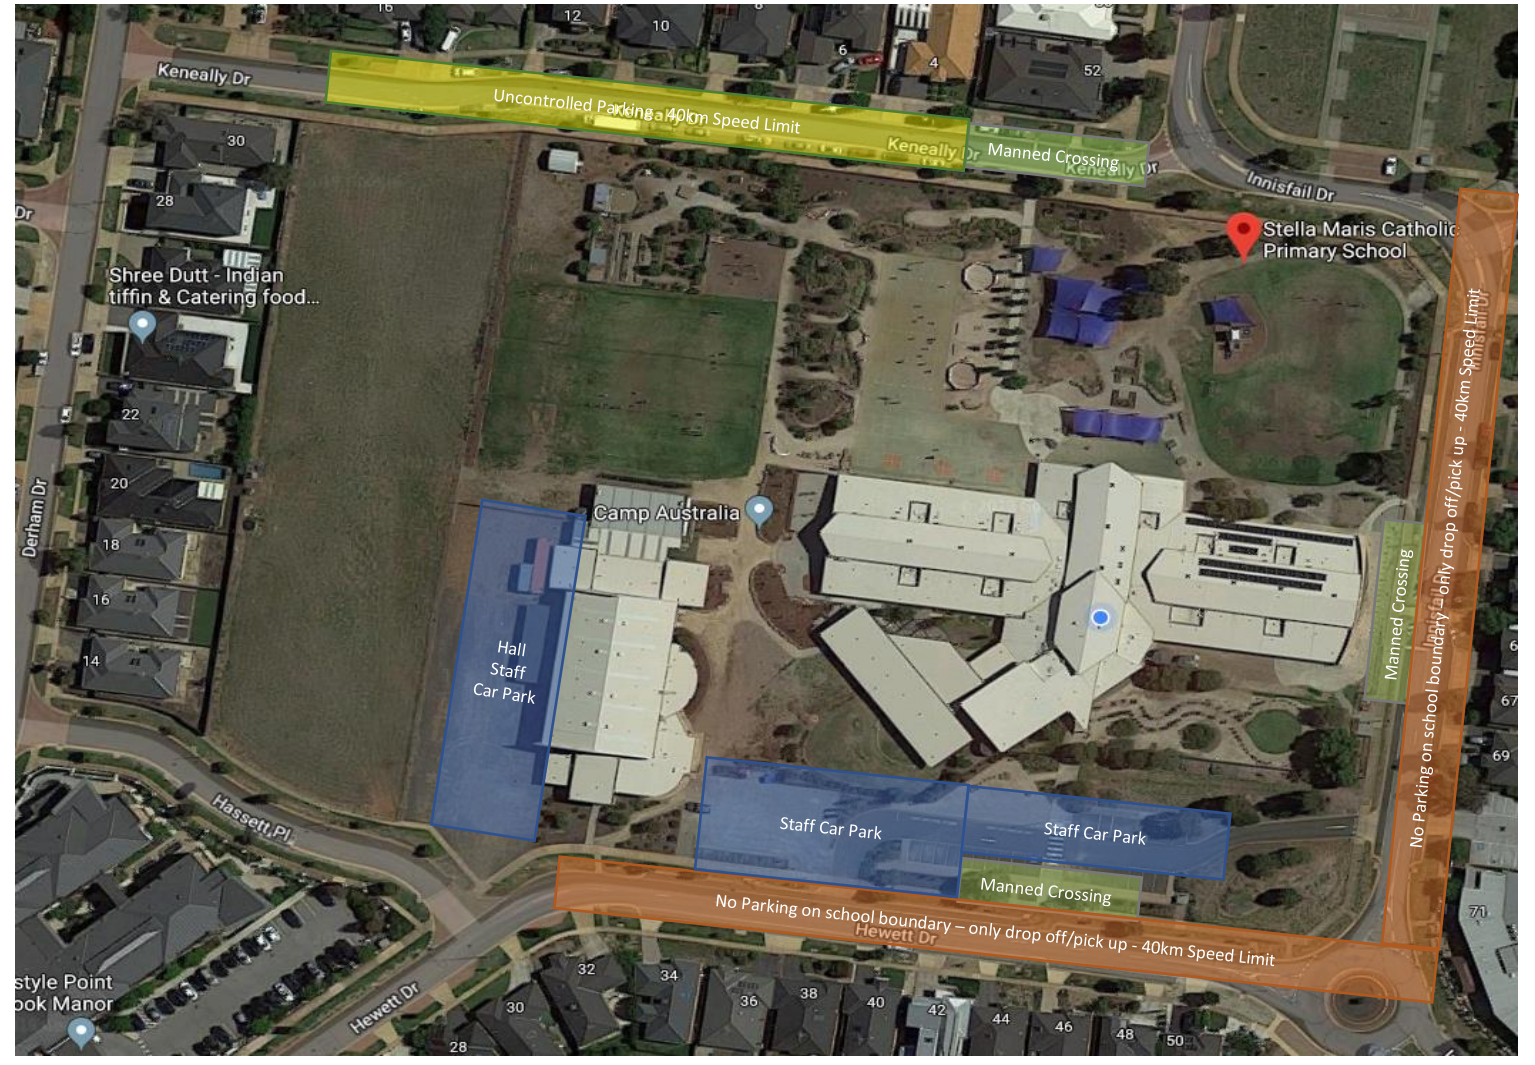 16
12
10
8
6
4
52
Keneally Dr
Uncontrolled Parking - 40km Speed Limit
Keneally Dr
Keneally Dr
Manned Crossing
Keneally Dr
Innisfail Dr
30
28
Dr
Stella Maris Catholic
Primary School
Shree Dutt - Indian
tiffin & Catering food...
Innisfail Dr
No Parking on school boundary – only drop off/pick up - 40km Speed Limit
22
20
Derham Dr
18
16
14
Camp Australia
Manned Crossing
Innisfail Dr
Hall
Staff
Car Park
67
69
71
Hassett Pl
Staff Car Park
Staff Car Park
Manned Crossing
No Parking on school boundary – only drop off/pick up - 40km Speed Limit
Hewett Dr
style Point
ook Manor
Hewett Dr
32
34
36
38
40
42
44
46
48
50
30
28